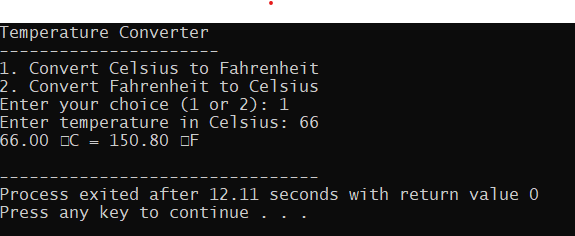 Temperature Converter
----------------------
1. Convert Celsius to Fahrenheit
2. Convert Fahrenheit to Celsius
Enter your choice (1 or 2): 1
Enter temperature in Celsius: 66
66.00 □C = 150.80 □F
--------------------------------
Process exited after 12.11 seconds with return value 0
Press any key to continue . . .